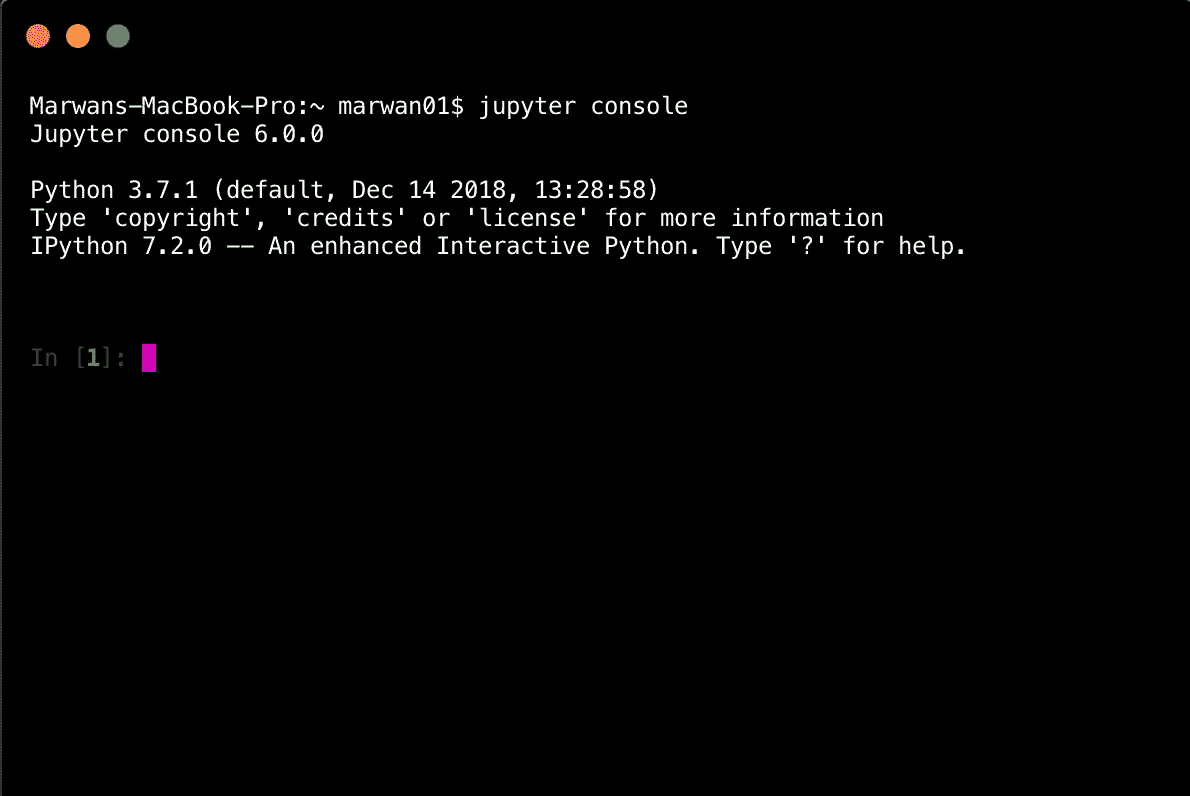 Marwans-MacBook-Pro:~ marwan01$ jupyter console
Jupyter console 6.0.0
Python 3.7.1 (default, Dec 14 2018, 13:28:58)
Type 'copyright', 'credits' or 'license' for more information
IPython 7.2.0 -- An enhanced Interactive Python. Type '?' for help.
In [1]: